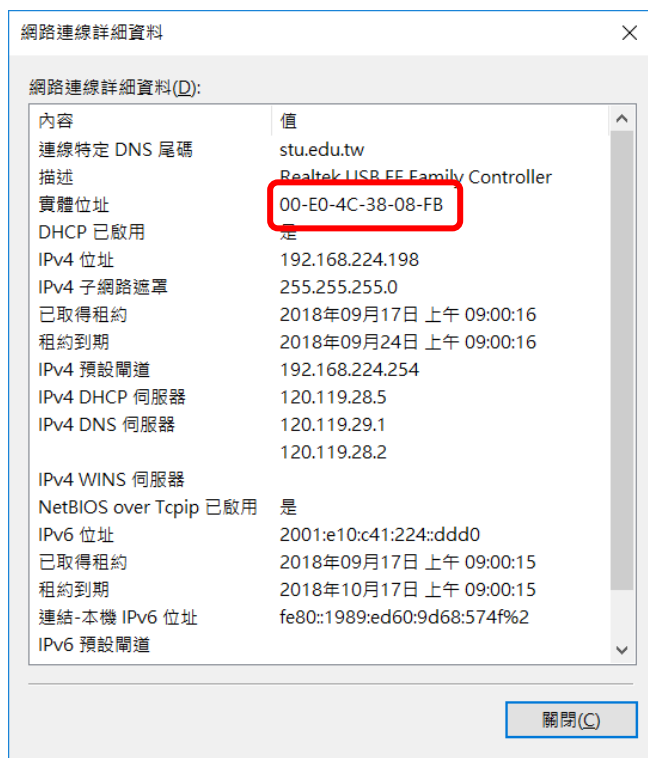 網路連線詳細資料
網路連線詳細資料(D):
內容 值
連線特定 DNS 尾碼 stu.edu.tw
描述 Realtek USB FE Family Controller
實體位址 00-E0-4C-38-08-FB
DHCP 已啟用 是
IPv4 位址 192.168.224.198
IPv4 子網路遮罩 255.255.255.0
已取得租約 2018年09月17日 上午 09:00:16
租約到期 2018年09月24日 上午 09:00:16
IPv4 預設閘道 192.168.224.254
IPv4 DHCP 伺服器 120.119.28.5
IPv4 DNS 伺服器 120.119.29.1
120.119.28.2
IPv4 WINS 伺服器
NetBIOS over Tcpip 已啟用 是
IPv6 位址 2001:e10:c41:224::ddd0
已取得租約 2018年09月17日 上午 09:00:15
租約到期 2018年10月17日 上午 09:00:15
連結-本機 IPv6 位址 fe80::1989:ed60:9d68:574f%2
IPv6 預設閘道
關閉(C)